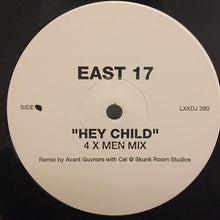 EAST 17
SIDE
LXXDJ 390
"HEY CHILD"
4 X MEN MIX
Remix by Avant Guvnors with Cel @ Skunk Room Studios